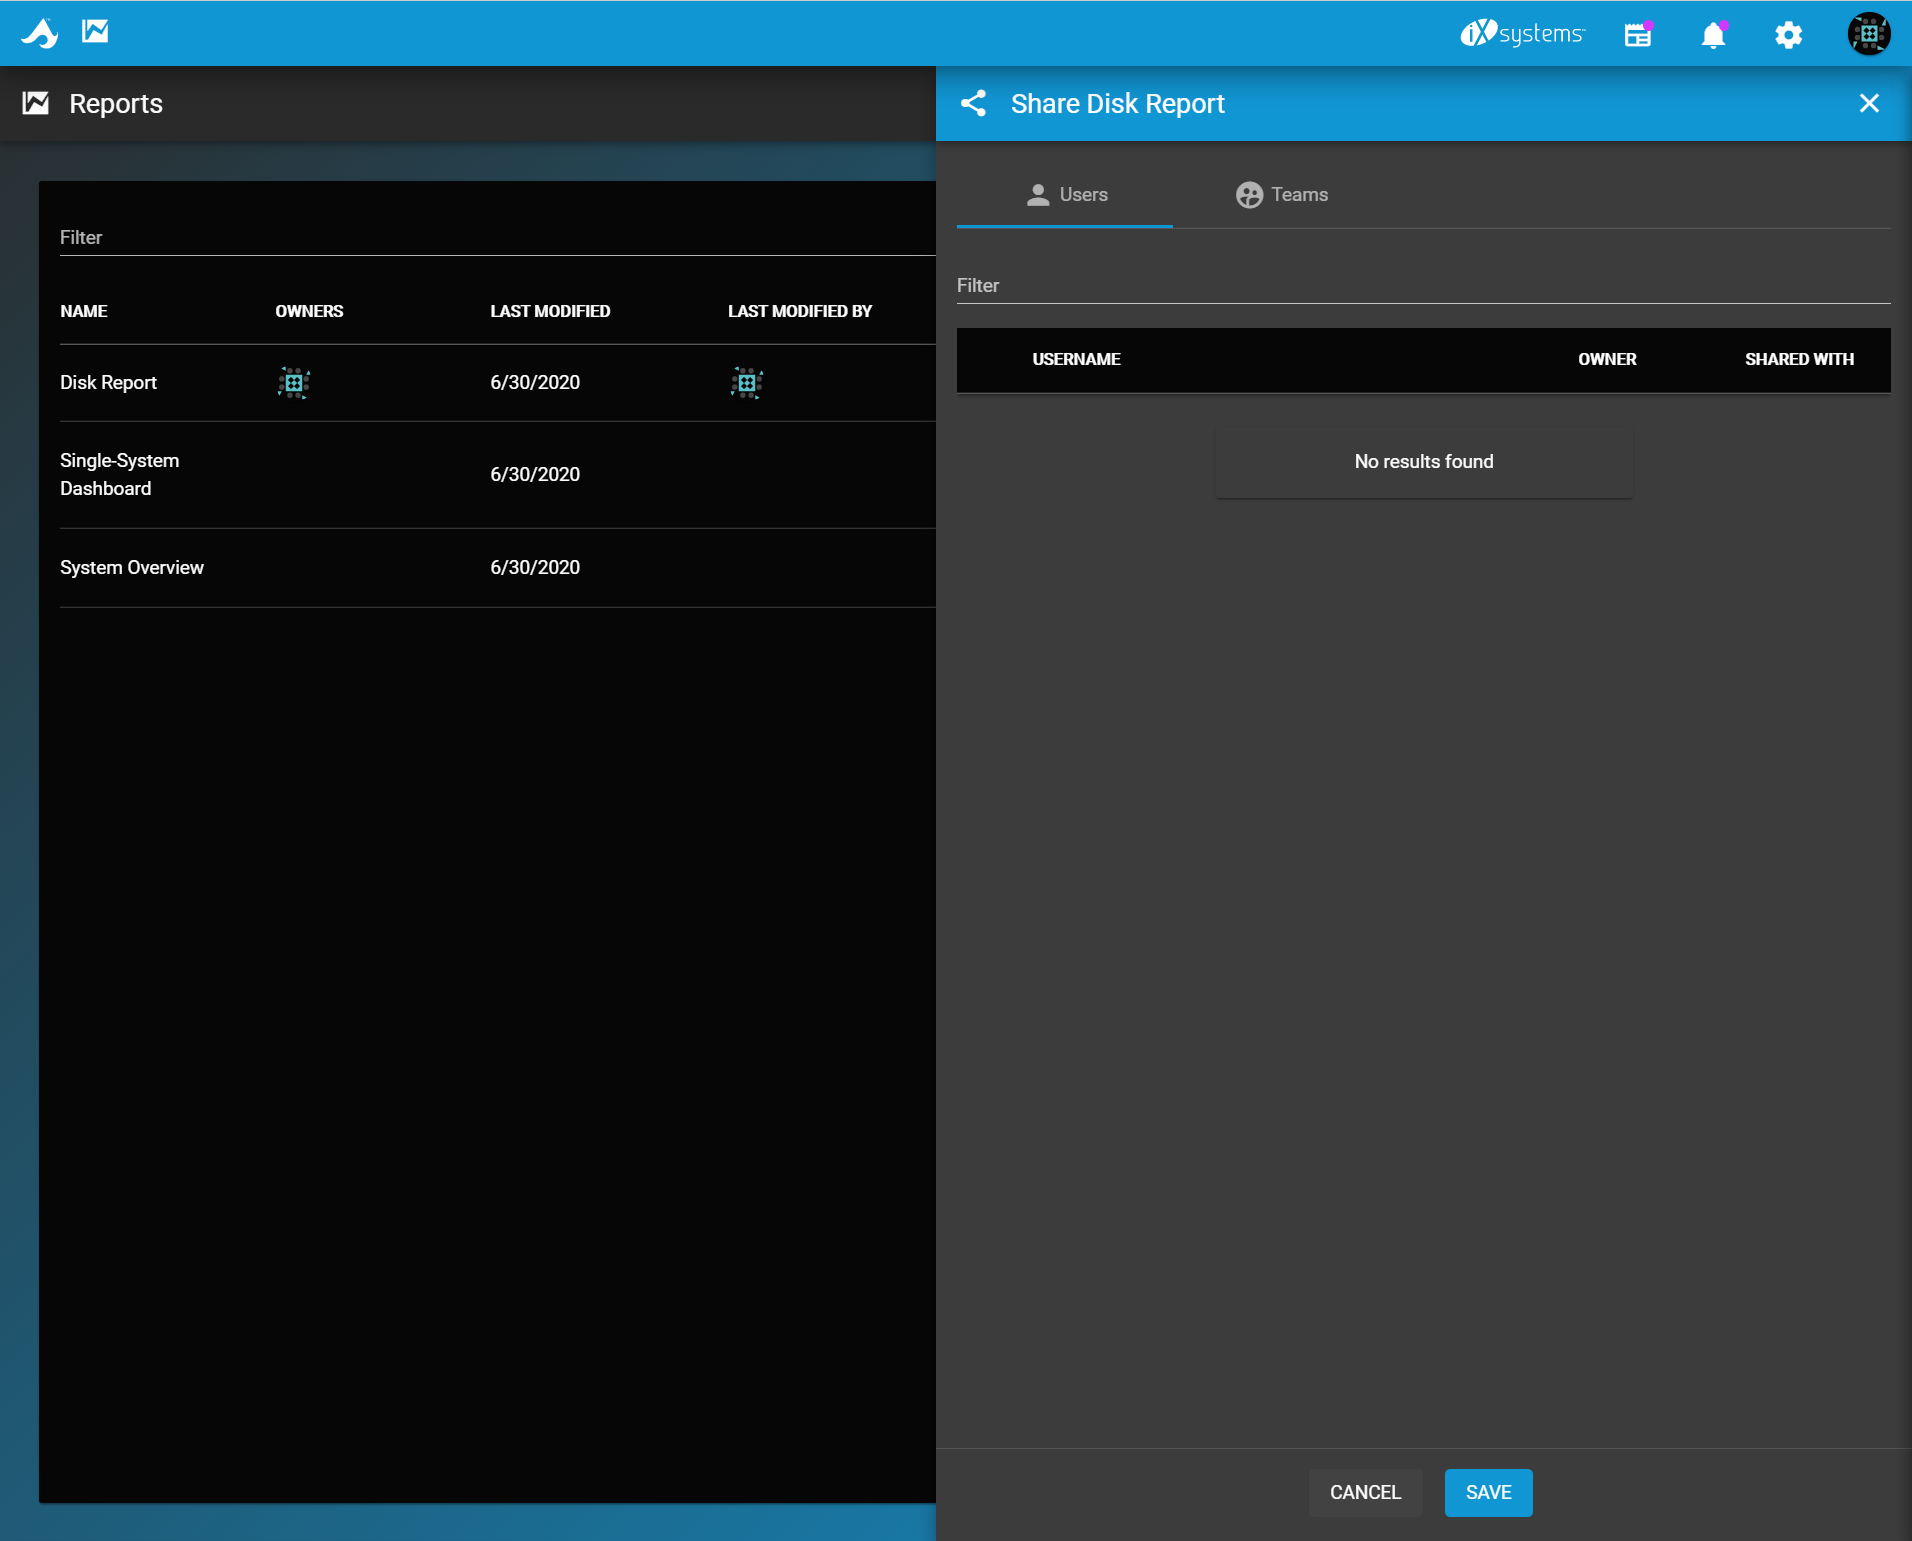 iXsystems
Reports
Share Disk Report
Users
Teams
Filter
Filter
NAME OWNERS LAST MODIFIED LAST MODIFIED BY
USERNAME OWNER SHARED WITH
Disk Report 6/30/2020
Single-System
Dashboard
6/30/2020
System Overview 6/30/2020
No results found
CANCEL SAVE